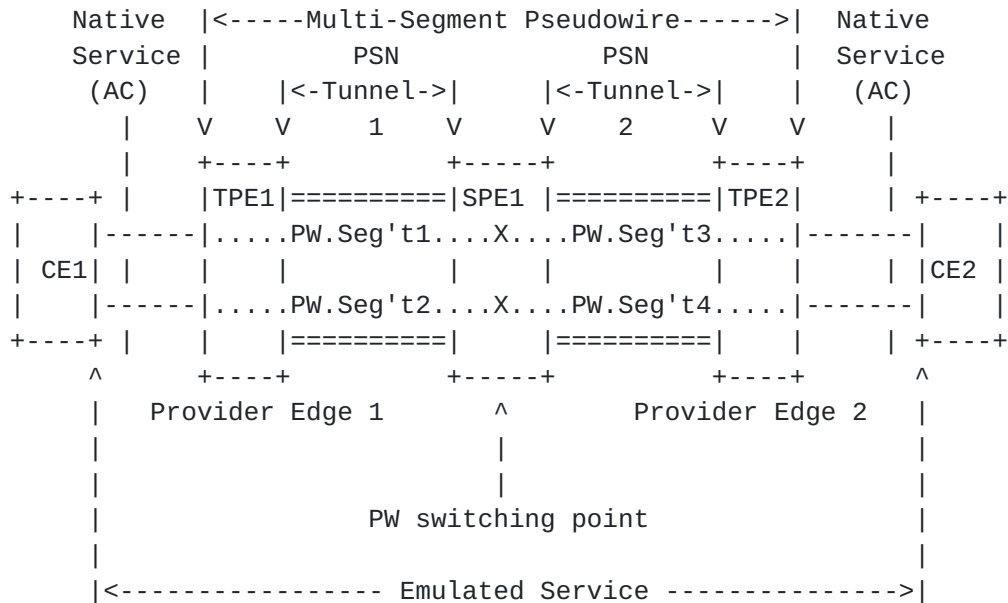 Native |<-----Multi-Segment Pseudowire------>| Native
Service | PSN PSN | Service
(AC) | |<-Tunnel->| |<-Tunnel->| | (AC)
| V V 1 V V 2 V V |
| +----+ +-----+ +----+ |
+----+ | |TPE1|==========|SPE1 |==========|TPE2| | +----+
| |------|.....PW.Seg't1....X....PW.Seg't3.....|-------| |
| CE1| | | | | | | | | |CE2 |
| |------|.....PW.Seg't2....X....PW.Seg't4.....|-------| |
+----+ | | |==========| |==========| | | +----+
^ +----+ +-----+ +----+ ^
| Provider Edge 1 ^ Provider Edge 2 |
| | |
| | |
| PW switching point |
| |
|<----------------- Emulated Service --------------->|